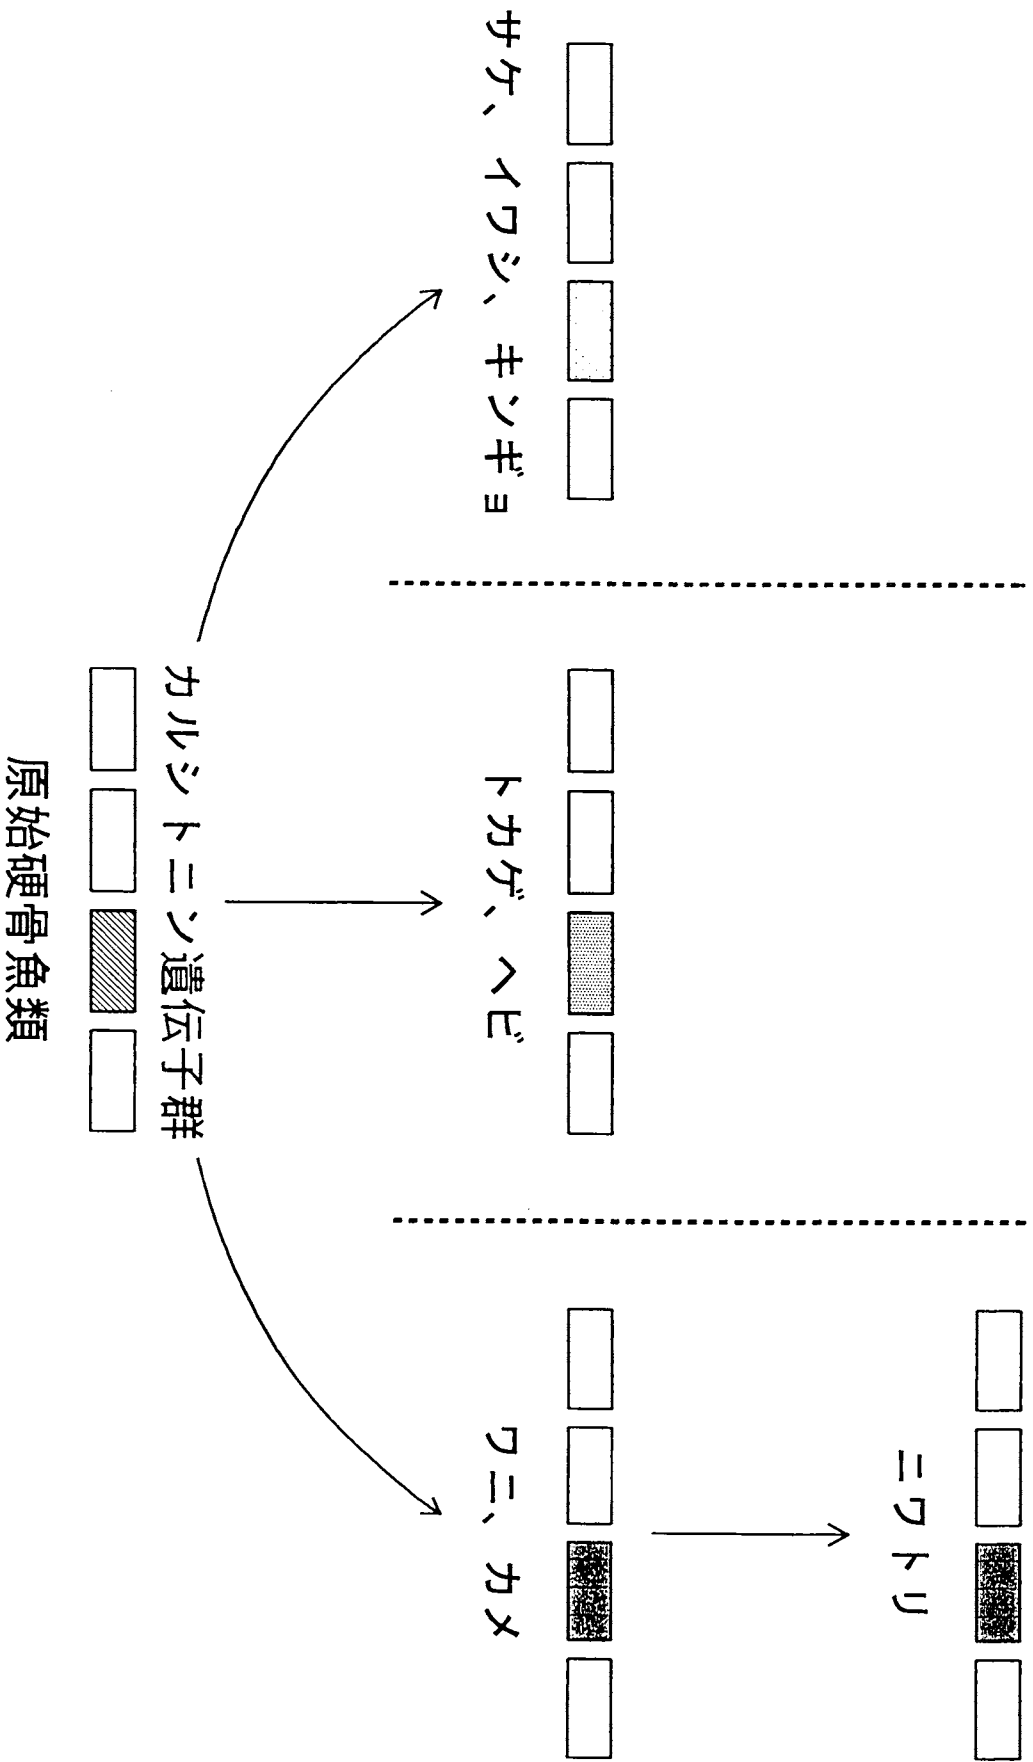 ニワトリ
サケ、イワシ、キンギョ
トカゲ、ヘビ
ワニ、カメ
カルシトニン遺伝子群
原始硬骨魚類